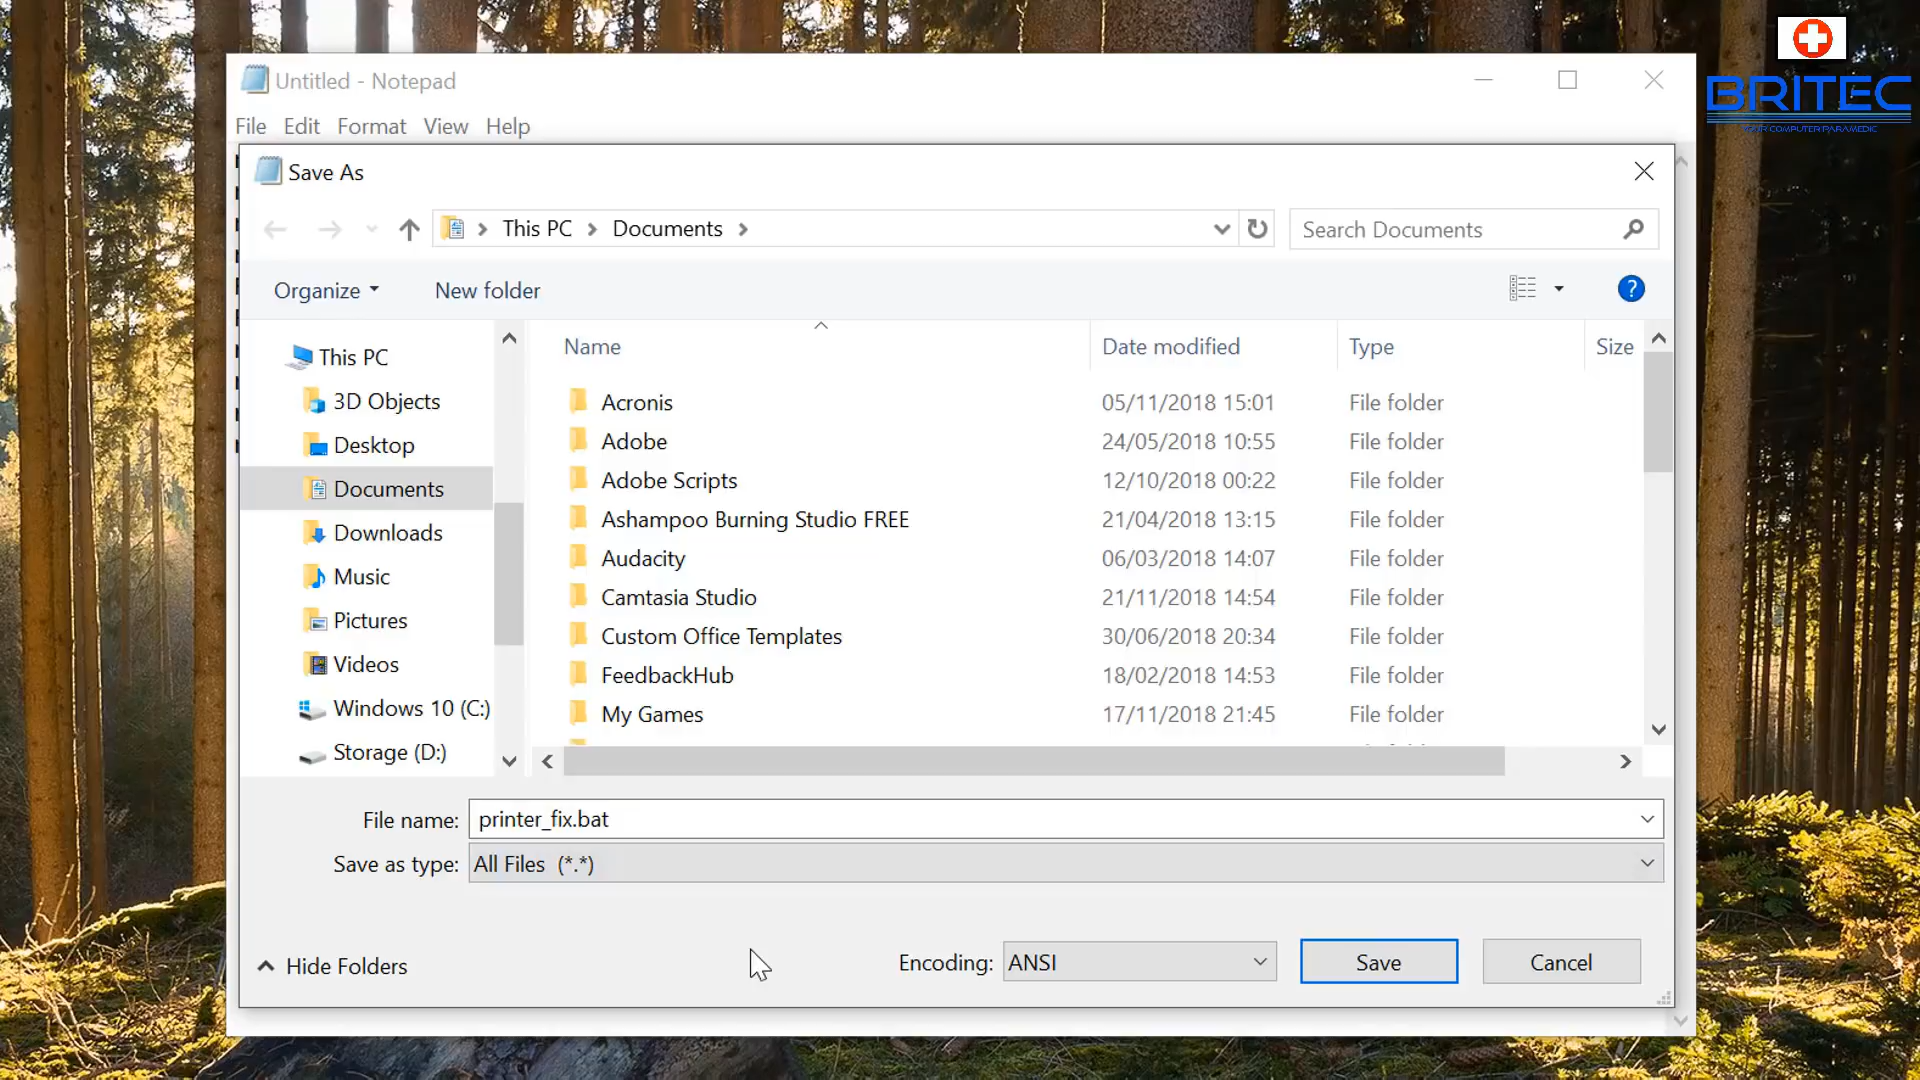 BRITEC
YOUR COMPUTER PARAMEDIC
Untitled - Notepad
File Edit Format View Help
Save As
This PC Documents
Search Documents
Organize New folder
?
Name Date modified Type Size
This PC
3D Objects
Desktop
Documents
Downloads
Music
Pictures
Videos
Windows 10 (C:)
Storage (D:)
Acronis 05/11/2018 15:01 File folder
Adobe 24/05/2018 10:55 File folder
Adobe Scripts 12/10/2018 00:22 File folder
Ashampoo Burning Studio FREE 21/04/2018 13:15 File folder
Audacity 06/03/2018 14:07 File folder
Camtasia Studio 21/11/2018 14:54 File folder
Custom Office Templates 30/06/2018 20:34 File folder
FeedbackHub 18/02/2018 14:53 File folder
My Games 17/11/2018 21:45 File folder
File name: printer_fix.bat
Save as type: All Files (*.*)
Hide Folders
Encoding: ANSI
Save
Cancel